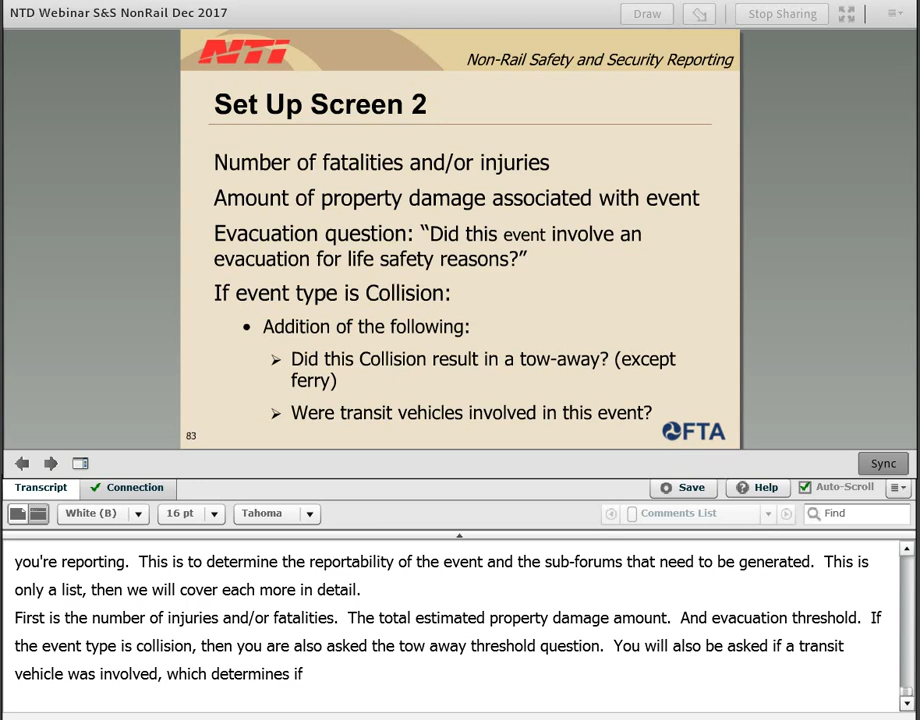 NTD Webinar S&S NonRail Dec 2017
Draw
Stop Sharing
NTI
Non-Rail Safety and Security Reporting
Set Up Screen 2
Number of fatalities and/or injuries
Amount of property damage associated with event
Evacuation question: “Did this event involve an
evacuation for life safety reasons?”
If event type is Collision:
• Addition of the following:
➢ Did this Collision result in a tow-away? (except
ferry)
➢ Were transit vehicles involved in this event?
83
FTA
Sync
Transcript
Connection
Save
Help
Auto-Scroll
White (B)
16 pt
Tahoma
Comments List
Find
you're reporting.  This is to determine the reportability of the event and the sub-forums that need to be generated.  This is
only a list, then we will cover each more in detail.
First is the number of injuries and/or fatalities.  The total estimated property damage amount.  And evacuation threshold.  If
the event type is collision, then you are also asked the tow away threshold question.  You will also be asked if a transit
vehicle was involved, which determines if